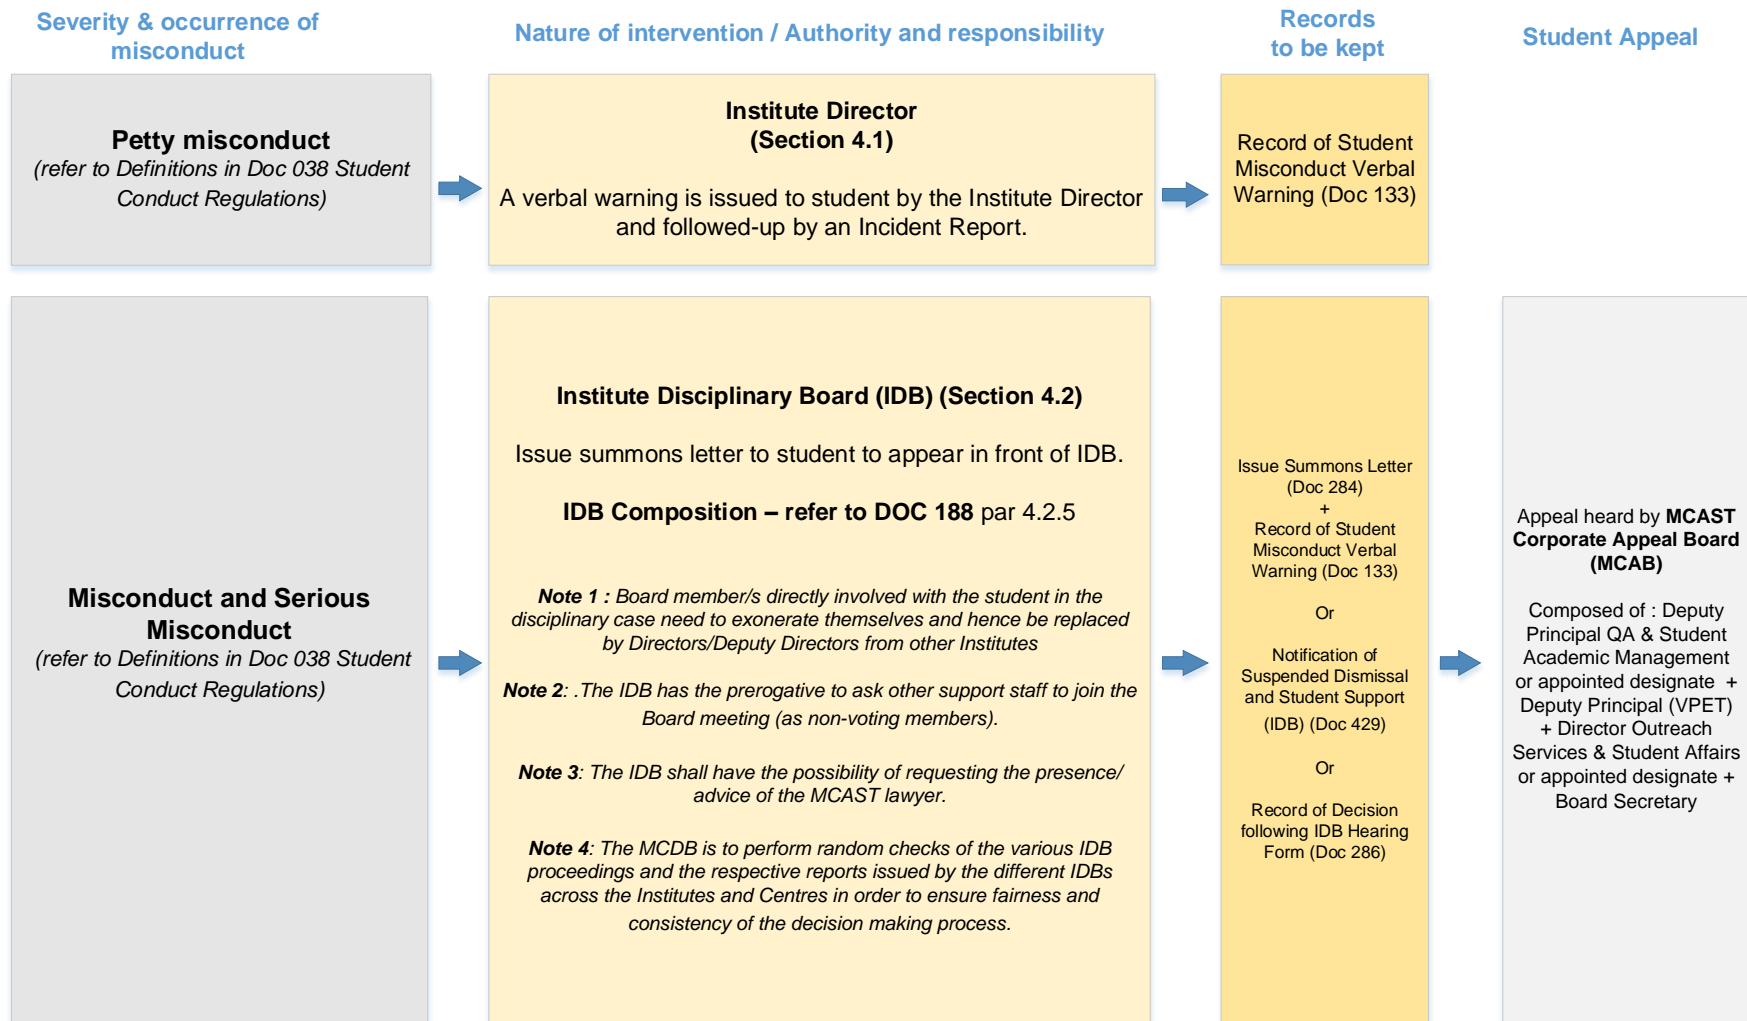 Severity & occurrence of
misconduct
Nature of intervention / Authority and responsibility
Records
to be kept
Student Appeal
Petty misconduct
(refer to Definitions in Doc 038 Student
Conduct Regulations)
Institute Director
(Section 4.1)
A verbal warning is issued to student by the Institute Director
and followed-up by an Incident Report.
Record of Student
Misconduct Verbal
Warning (Doc 133)
Misconduct and Serious
Misconduct
(refer to Definitions in Doc 038 Student
Conduct Regulations)
Institute Disciplinary Board (IDB) (Section 4.2)
Issue summons letter to student to appear in front of IDB.
IDB Composition – refer to DOC 188 par 4.2.5
Note 1 : Board member/s directly involved with the student in the
disciplinary case need to exonerate themselves and hence be replaced
by Directors/Deputy Directors from other Institutes
Note 2: .The IDB has the prerogative to ask other support staff to join the
Board meeting (as non-voting members).
Note 3: The IDB shall have the possibility of requesting the presence/
advice of the MCAST lawyer.
Note 4: The MCDB is to perform random checks of the various IDB
proceedings and the respective reports issued by the different IDBs
across the Institutes and Centres in order to ensure fairness and
consistency of the decision making process.
Issue Summons Letter
(Doc 284)
+
Record of Student
Misconduct Verbal
Warning (Doc 133)
Or
Notification of
Suspended Dismissal
and Student Support
(IDB) (Doc 429)
Or
Record of Decision
following IDB Hearing
Form (Doc 286)
Appeal heard by MCAST
Corporate Appeal Board
(MCAB)
Composed of : Deputy
Principal QA & Student
Academic Management
or appointed designate +
Deputy Principal (VPET)
+ Director Outreach
Services & Student Affairs
or appointed designate +
Board Secretary